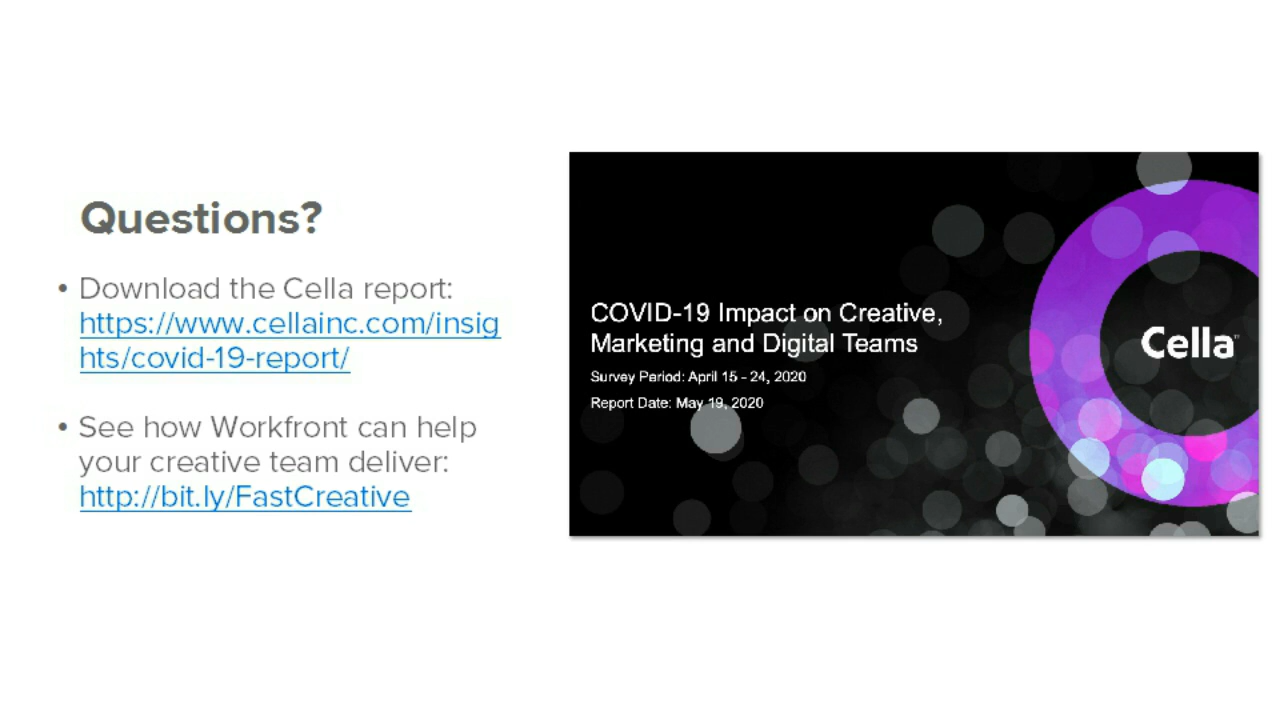 Questions?
• Download the Cella report:
https://www.cellainc.com/insig
hts/covid-19-report/
• See how Workfront can help
your creative team deliver:
http://bit.ly/FastCreative
COVID-19 Impact on Creative,
Marketing and Digital Teams
Survey Period: April 15 - 24, 2020
Report Date: May 19, 2020
Cella™